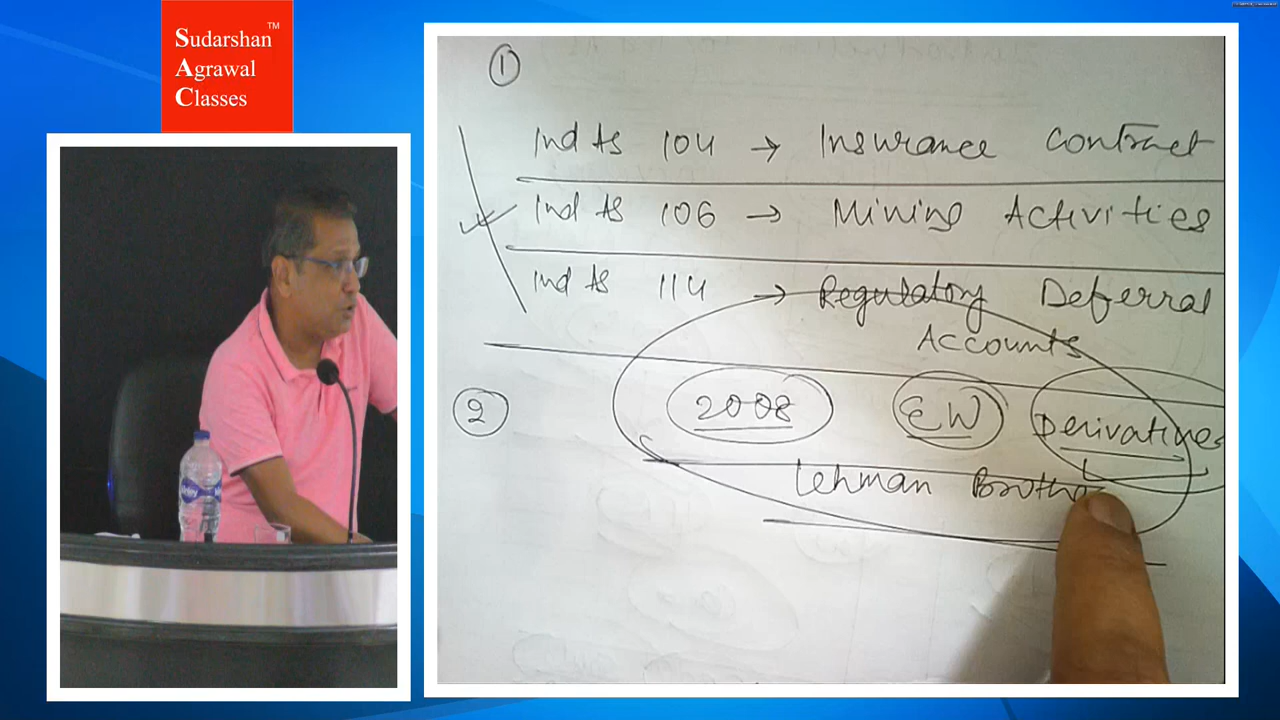 Sudarshan™
Agrawal
Classes
①
Ind As 104 → Insurance Contract
Ind As 106 → Mining Activities
Ind As 114 → Regulatory Deferral
Accounts
② 2008 EW Derivatives
Lehman